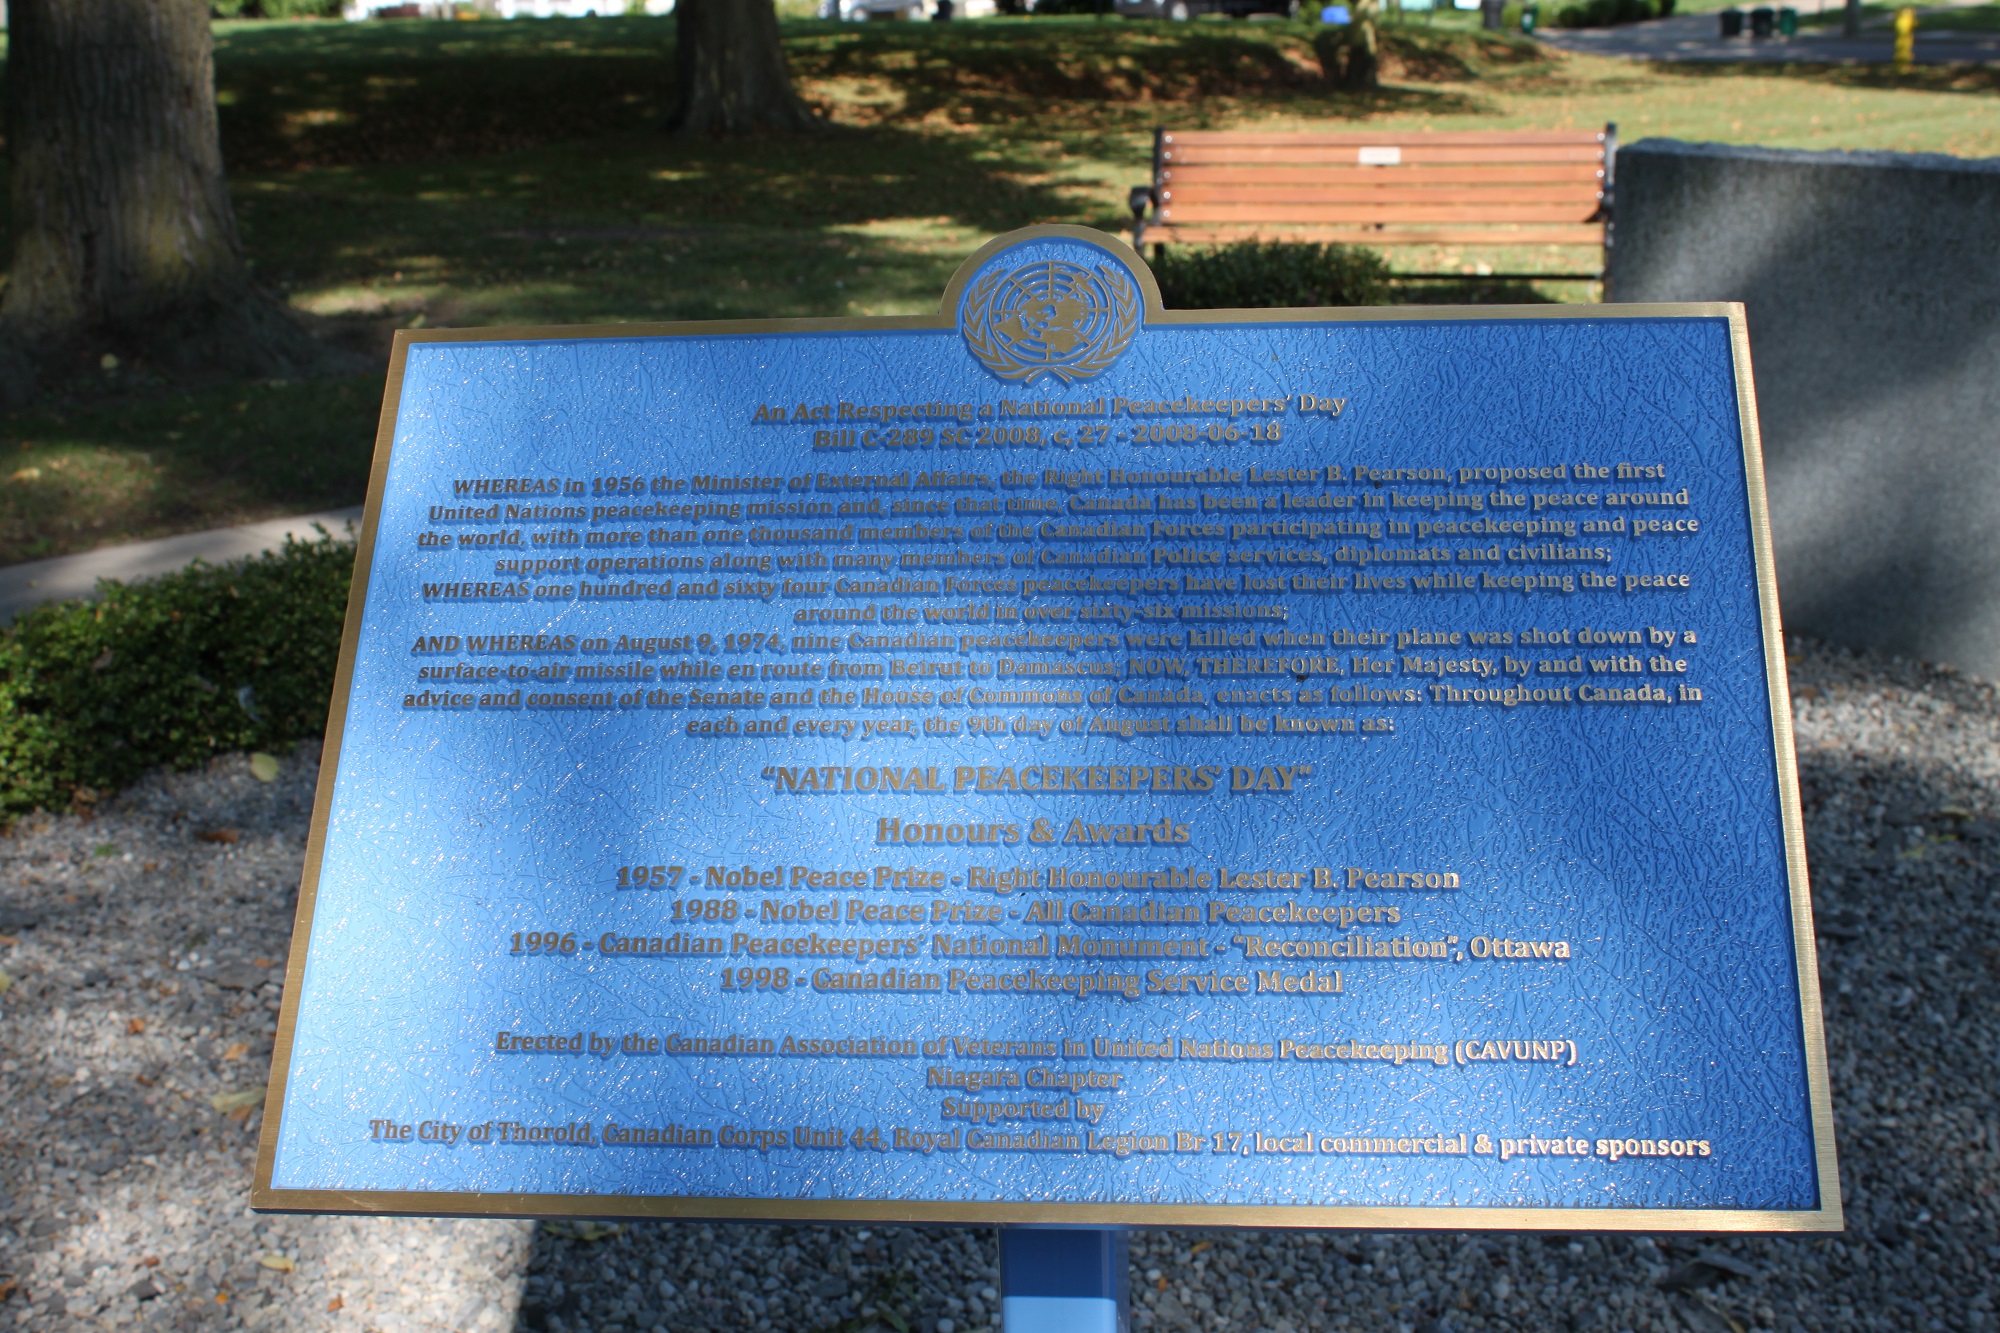 An Act Respecting a National Peacekeepers' Day
Bill C-289 SC 2008, c, 27 - 2008-06-18
WHEREAS in 1956 the Minister of External Affairs, the Right Honourable Lester B. Pearson, proposed the first
United Nations peacekeeping mission and, since that time, Canada has been a leader in keeping the peace around
the world, with more than one thousand members of the Canadian Forces participating in peacekeeping and peace
support operations along with many members of Canadian Police services, diplomats and civilians;
WHEREAS one hundred and sixty four Canadian Forces peacekeepers have lost their lives while keeping the peace
around the world in over sixty-six missions;
AND WHEREAS on August 9, 1974, nine Canadian peacekeepers were killed when their plane was shot down by a
surface-to-air missile while en route from Beirut to Damascus; NOW, THEREFORE, Her Majesty, by and with the
advice and consent of the Senate and the House of Commons of Canada, enacts as follows: Throughout Canada, in
each and every year, the 9th day of August shall be known as:
"NATIONAL PEACEKEEPERS' DAY"
Honours & Awards
1957 - Nobel Peace Prize - Right Honourable Lester B. Pearson
1988 - Nobel Peace Prize - All Canadian Peacekeepers
1996 - Canadian Peacekeepers' National Monument - "Reconciliation", Ottawa
1998 - Canadian Peacekeeping Service Medal
Erected by the Canadian Association of Veterans in United Nations Peacekeeping (CAVUNP)
Niagara Chapter
Supported by
The City of Thorold, Canadian Corps Unit 44, Royal Canadian Legion Br 17, local commercial & private sponsors